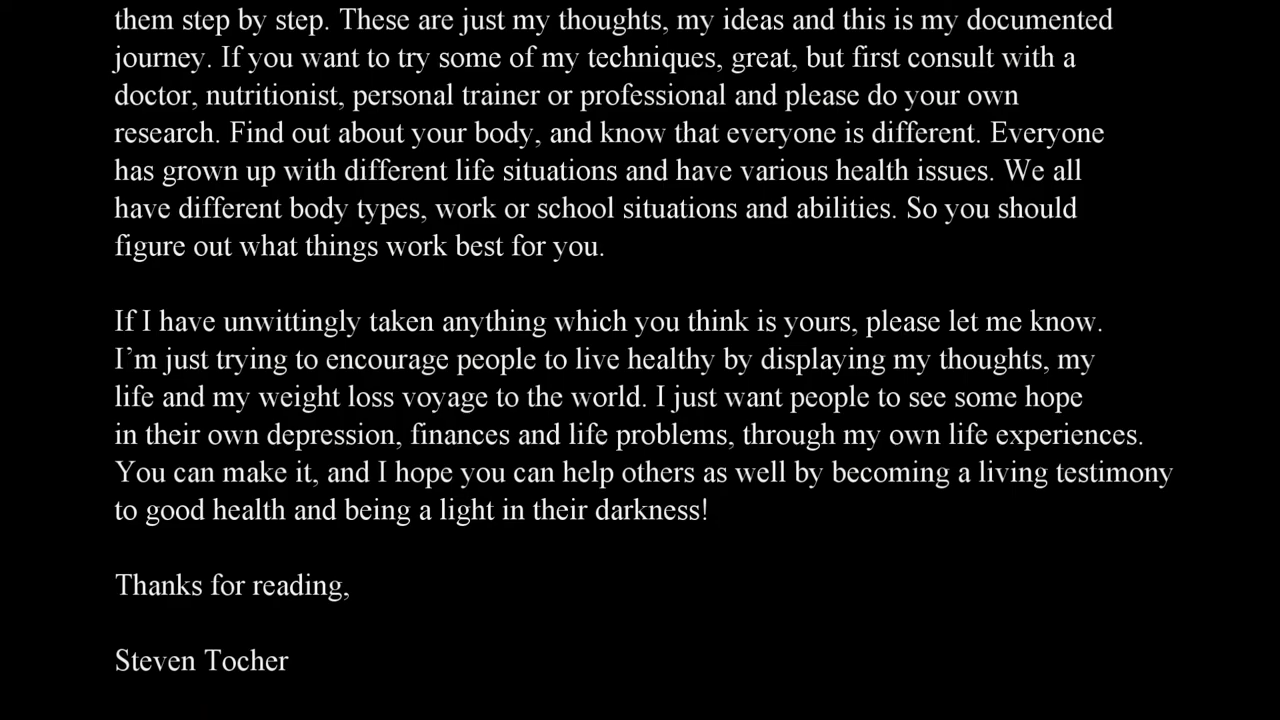 them step by step. These are just my thoughts, my ideas and this is my documented
journey. If you want to try some of my techniques, great, but first consult with a
doctor, nutritionist, personal trainer or professional and please do your own
research. Find out about your body, and know that everyone is different. Everyone
has grown up with different life situations and have various health issues. We all
have different body types, work or school situations and abilities. So you should
figure out what things work best for you.
If I have unwittingly taken anything which you think is yours, please let me know.
I’m just trying to encourage people to live healthy by displaying my thoughts, my
life and my weight loss voyage to the world. I just want people to see some hope
in their own depression, finances and life problems, through my own life experiences.
You can make it, and I hope you can help others as well by becoming a living testimony
to good health and being a light in their darkness!
Thanks for reading,
Steven Tocher